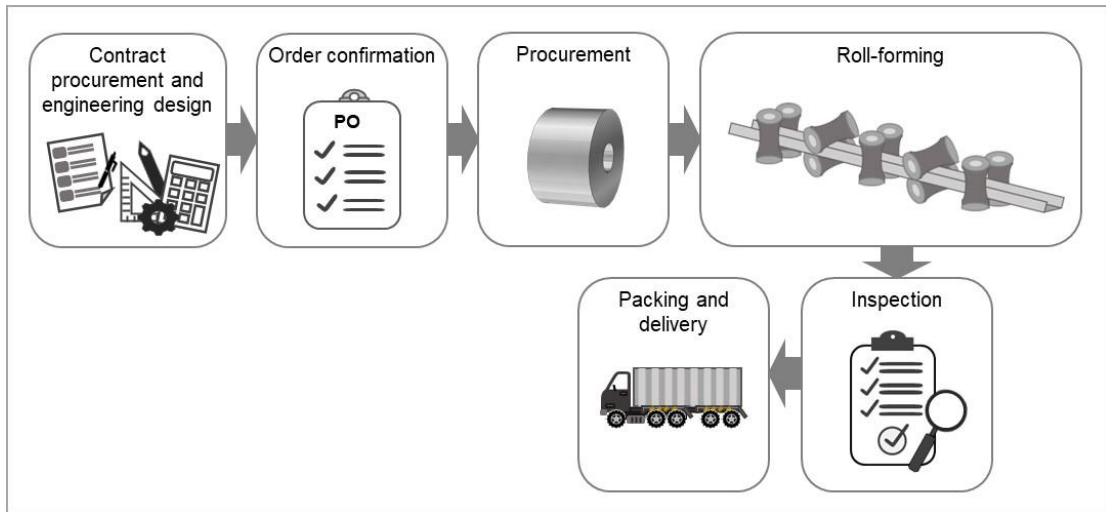 Contract
procurement and
engineering design
Order confirmation
PO
Procurement
Roll-forming
Inspection
Packing and
delivery